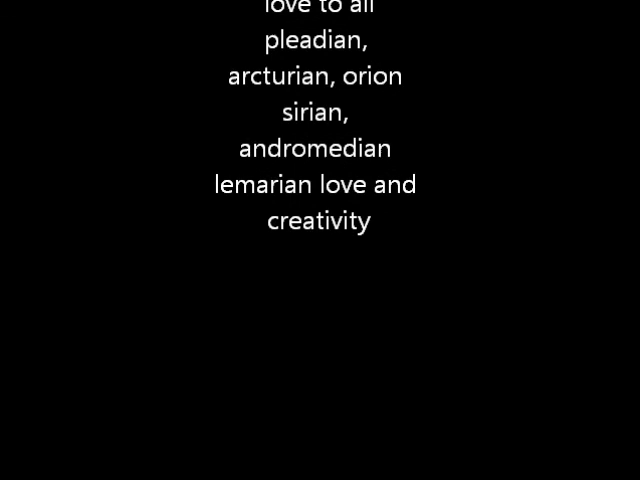 love to all
pleadian,
arcturian, orion
sirian,
andromedian
lemarian love and
creativity